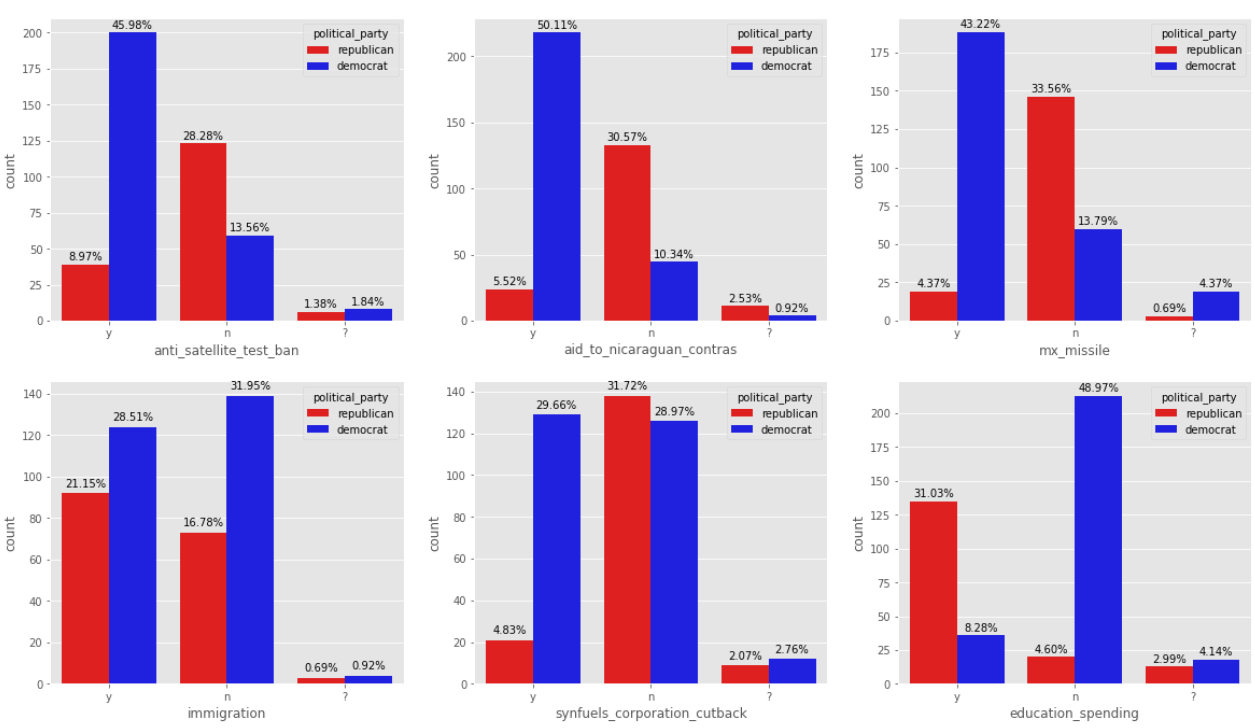 45.98%
political_party
republican
democrat
200
175
150
125
100
75
50
25
0
count
8.97%
28.28%
13.56%
1.38%
1.84%
y
n
?
anti_satellite_test_ban
50.11%
political_party
republican
democrat
200
150
100
50
0
count
5.52%
30.57%
10.34%
2.53%
0.92%
y
n
?
aid_to_nicaraguan_contras
43.22%
political_party
republican
democrat
175
150
125
100
75
50
25
0
count
4.37%
33.56%
13.79%
0.69%
4.37%
y
n
?
mx_missile
31.95%
political_party
republican
democrat
140
120
100
80
60
40
20
0
count
21.15%
28.51%
16.78%
0.69%
0.92%
y
n
?
immigration
31.72%
political_party
republican
democrat
140
120
100
80
60
40
20
0
count
4.83%
29.66%
28.97%
2.07%
2.76%
y
n
?
synfuels_corporation_cutback
48.97%
political_party
republican
democrat
200
175
150
125
100
75
50
25
0
count
31.03%
8.28%
4.60%
2.99%
4.14%
y
n
?
education_spending